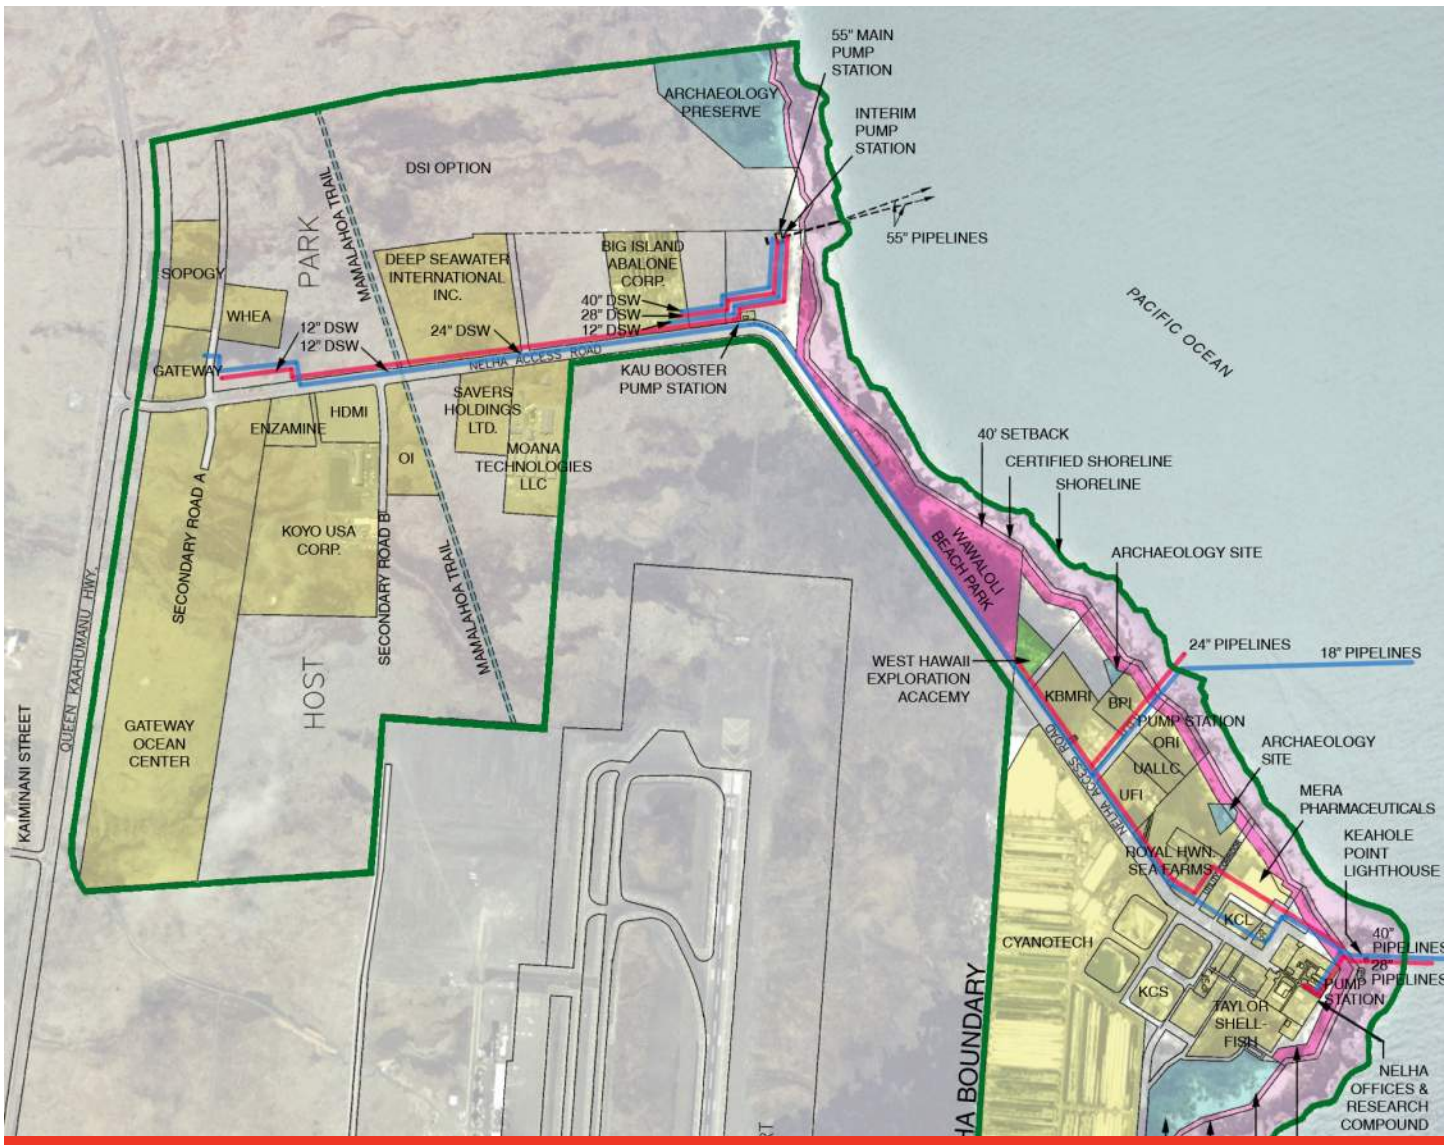 55" MAIN
PUMP
STATION
ARCHAEOLOGY
PRESERVE
INTERIM
PUMP
STATION
DSI OPTION
MAMALAHOA TRAIL
PARK
55" PIPELINES
SOPOGY
DEEP SEAWATER
INTERNATIONAL
INC.
BIG ISLAND
ABALONE
CORP.
WHEA
40" DSW
28" DSW
12" DSW
12" DSW
12" DSW
24" DSW
PACIFIC OCEAN
GATEWAY
NELHA ACCESS ROAD
KAU BOOSTER
PUMP STATION
ENZAMINE
HDMI
SAVERS
HOLDINGS
LTD.
OI
MOANA
TECHNOLOGIES
LLC
40' SETBACK
CERTIFIED SHORELINE
SHORELINE
SECONDARY ROAD A
KOYO USA
CORP.
SECONDARY ROAD B
MAMALAHOA TRAIL
WAWALOLI
BEACH PARK
ARCHAEOLOGY SITE
QUEEN KAAHUMANU HWY.
HOST
24" PIPELINES
18" PIPELINES
WEST HAWAII
EXPLORATION
ACACEMY
KBMRI
BPI
PUMP STATION
ORI
UALLC
UFI
NELHA ACCESS ROAD
GATEWAY
OCEAN
CENTER
KAIMINANI STREET
ARCHAEOLOGY
SITE
MERA
PHARMACEUTICALS
KEAHOLE
POINT
LIGHTHOUSE
ROYAL HWN.
SEA FARMS
UTILITY CORRIDOR
KCL
CYANOTECH
40"
PIPELINES
28"
PIPELINES
PUMP
STATION
KCS
TAYLOR
SHELL-
FISH
HA BOUNDARY
NELHA
OFFICES &
RESEARCH
COMPOUND
RT